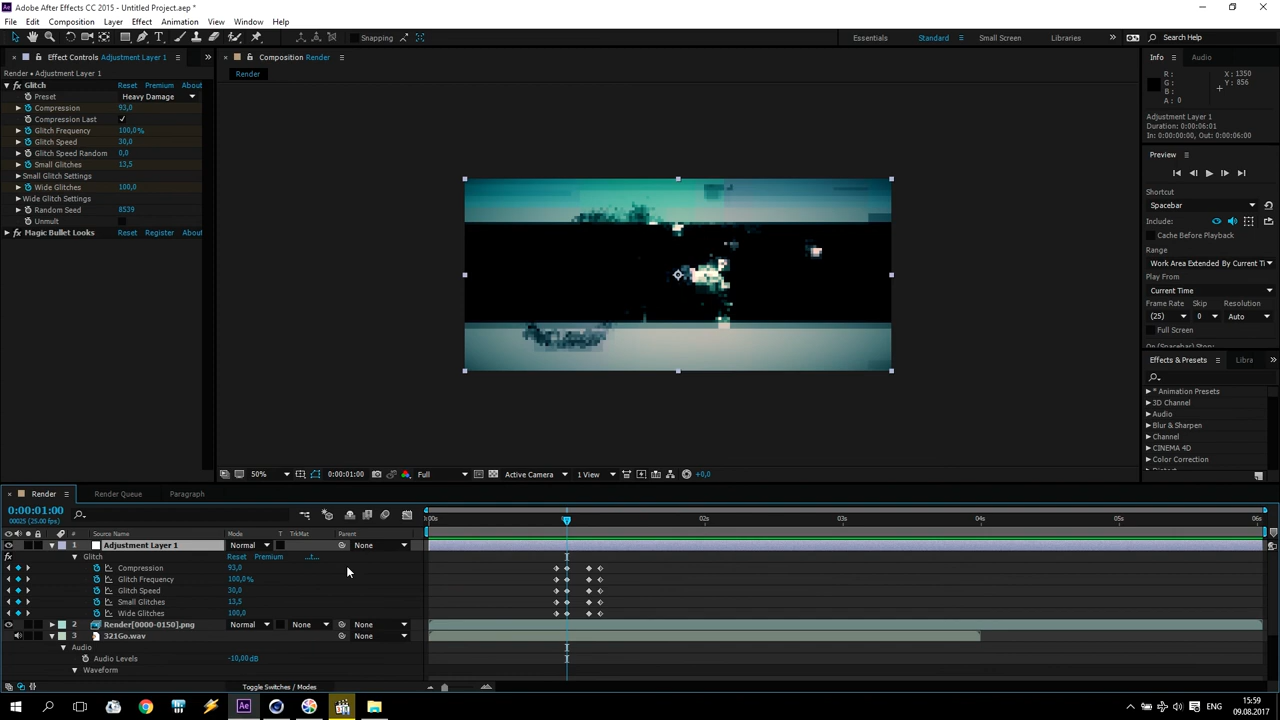 Adobe After Effects CC 2015 - Untitled Project.aep *
File Edit Composition Layer Effect Animation View Window Help
Snapping
Essentials Standard Small Screen Libraries Search Help
Effect Controls Adjustment Layer 1
Render • Adjustment Layer 1
Glitch Reset Premium About
Preset Heavy Damage
Compression 93,0
Compression Last
Glitch Frequency 100,0%
Glitch Speed 30,0
Glitch Speed Random 0,0
Small Glitches 13,5
Small Glitch Settings
Wide Glitches 100,0
Wide Glitch Settings
Random Seed 8539
Unmult
Magic Bullet Looks Reset Register About
Composition Render
Render
50% 0:00:01:00 Full Active Camera 1 View +0,0
Info Audio
R:
G:
B:
A: 0
X: 1350
Y: 856
Adjustment Layer 1
Duration: 0:00:06:01
In: 0:00:00:00, Out: 0:00:06:00
Preview
Shortcut
Spacebar
Include:
Cache Before Playback
Range
Work Area Extended By Current T
Play From
Current Time
Frame Rate Skip Resolution
(25) 0 Auto
Full Screen
On (Spacebar) Stop:
Effects & Presets Libra
* Animation Presets
3D Channel
Audio
Blur & Sharpen
Channel
CINEMA 4D
Color Correction
Render Render Queue Paragraph
0:00:01:00
00025 (25.00 fps)
:00s 02s 03s 04s 05s 06s
# Source Name Mode T TrkMat Parent
1 Adjustment Layer 1 Normal None
Glitch Reset Premium ...t...
Compression 93,0
Glitch Frequency 100,0%
Glitch Speed 30,0
Small Glitches 13,5
Wide Glitches 100,0
2 Render[0000-0150].png Normal None None
3 321Go.wav None
Audio
Audio Levels -10,00dB
Waveform
Toggle Switches / Modes
ENG
15:59
09.08.2017